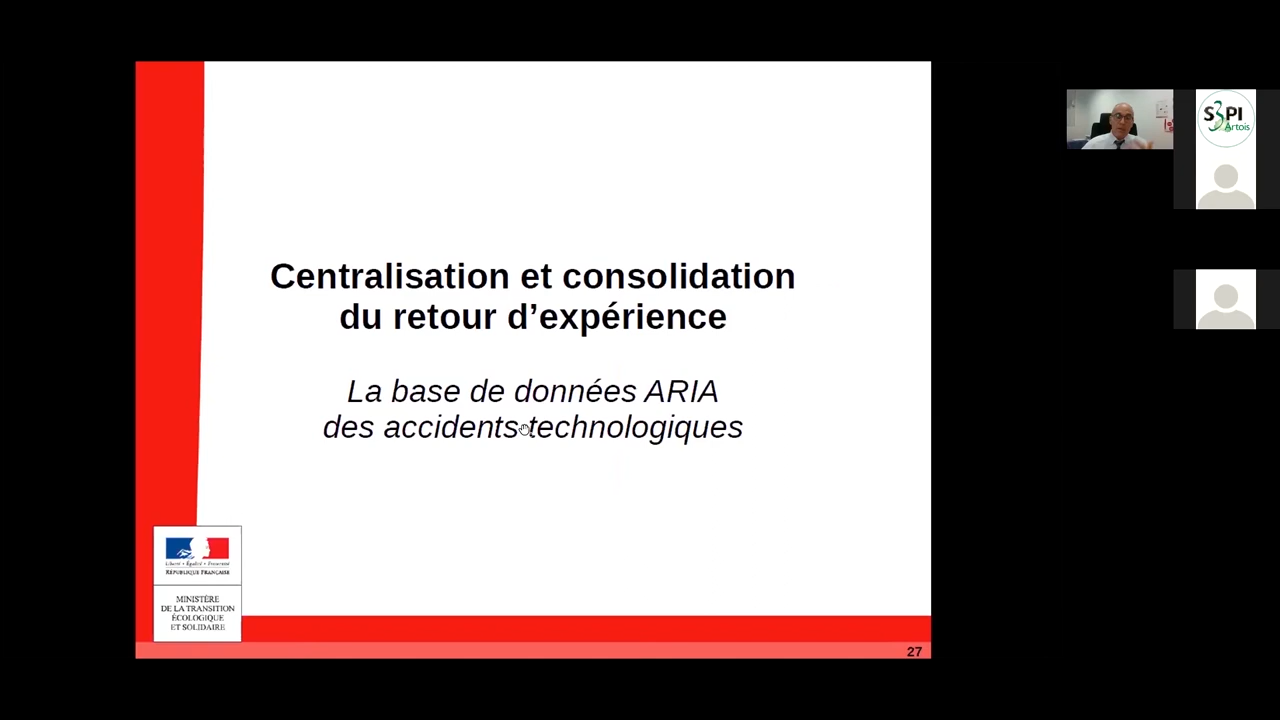 Centralisation et consolidation
du retour d’expérience
La base de données ARIA
des accidents technologiques
Liberté • Égalité • Fraternité
RÉPUBLIQUE FRANÇAISE
MINISTÈRE
DE LA TRANSITION
ÉCOLOGIQUE
ET SOLIDAIRE
27
S3PI
Artois